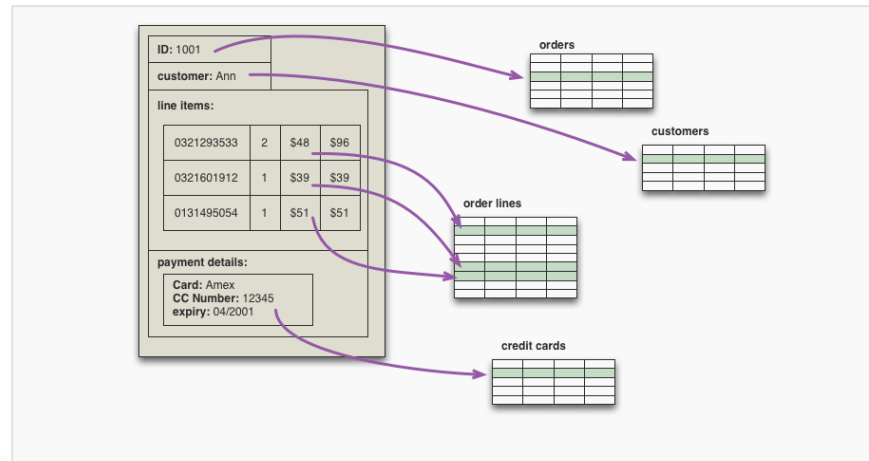 ID: 1001
customer: Ann
line items:
0321293533 2 $48 $96
0321601912 1 $39 $39
0131495054 1 $51 $51
payment details:
Card: Amex
CC Number: 12345
expiry: 04/2001
orders
customers
order lines
credit cards